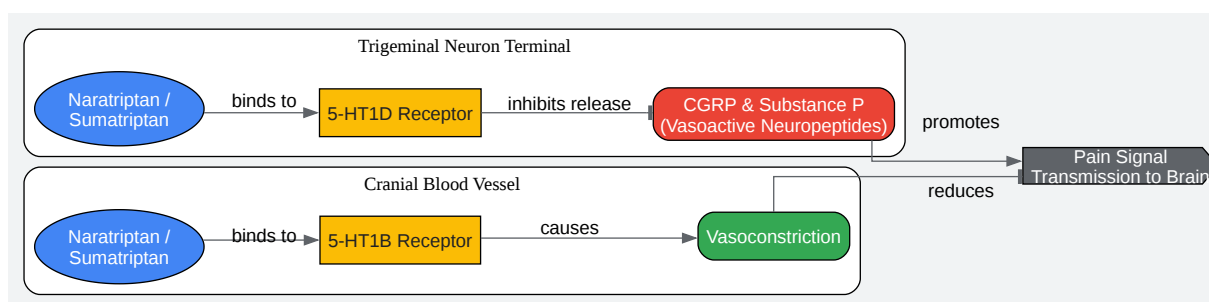 Trigeminal Neuron Terminal
Naratriptan /
Sumatriptan
binds to
5-HT1D Receptor
inhibits release
CGRP & Substance P
(Vasoactive Neuropeptides)
promotes
Pain Signal
Transmission to Brain
Cranial Blood Vessel
reduces
Naratriptan /
Sumatriptan
binds to
5-HT1B Receptor
causes
Vasoconstriction